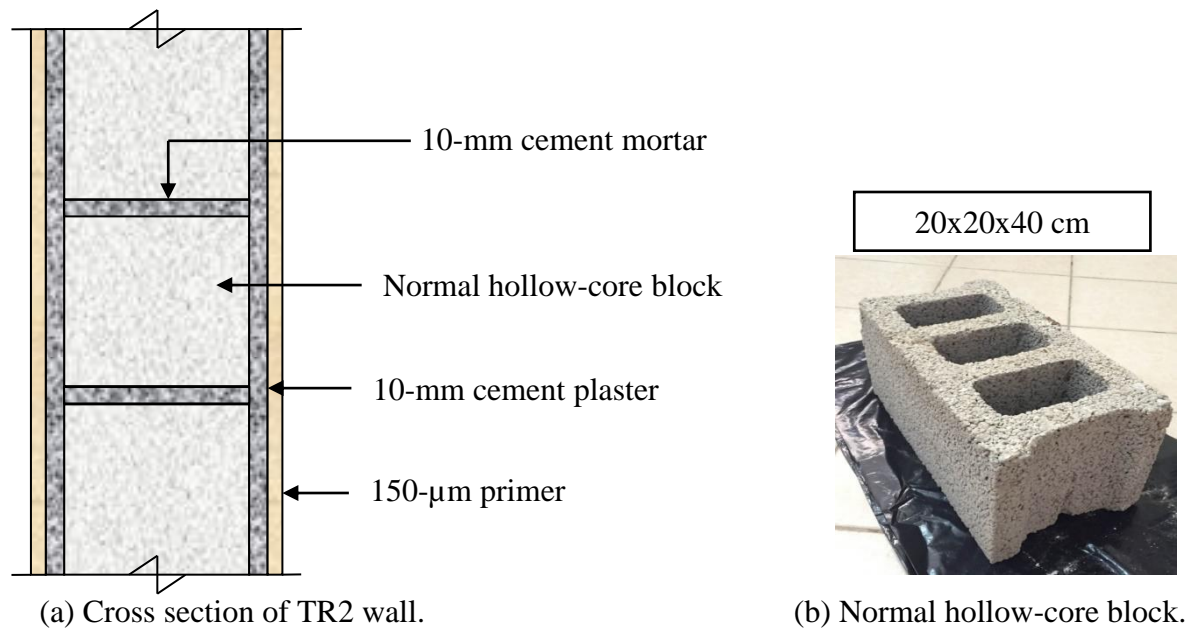 10-mm cement mortar
20x20x40 cm
Normal hollow-core block
10-mm cement plaster
150-µm primer
(a) Cross section of TR2 wall.
(b) Normal hollow-core block.